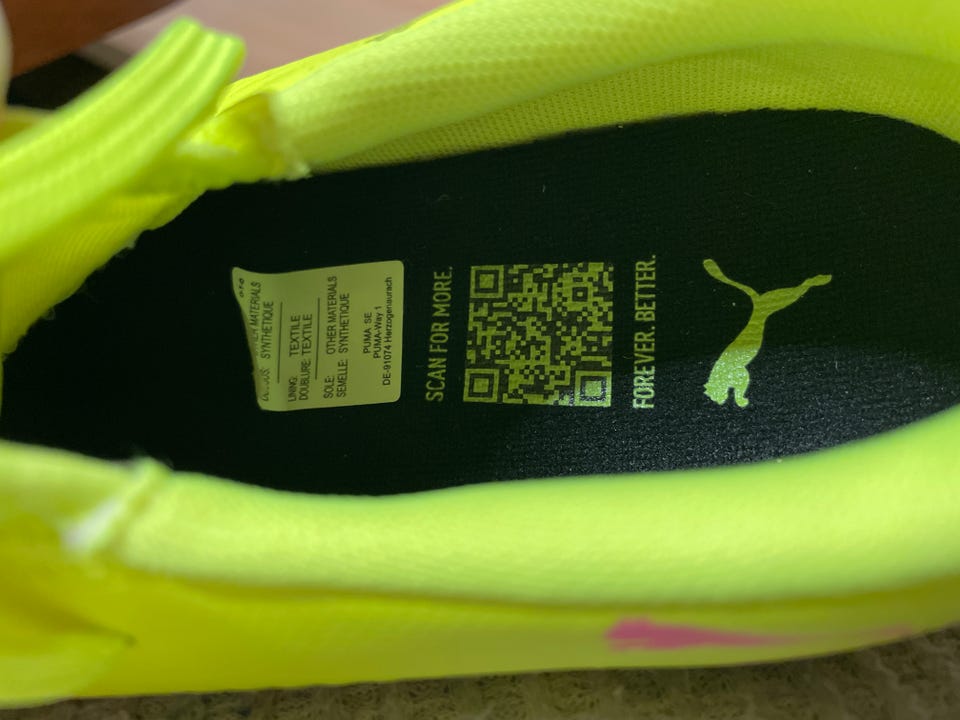 SYNTHETIQUE
LINING: TEXTILE
DOUBLURE: TEXTILE
SOLE: OTHER MATERIALS
SEMELLE: SYNTHETIQUE
PUMA SE
PUMA-Way 1
DE-91074 Herzogenaurach
SCAN FOR MORE.
FOREVER. BETTER.